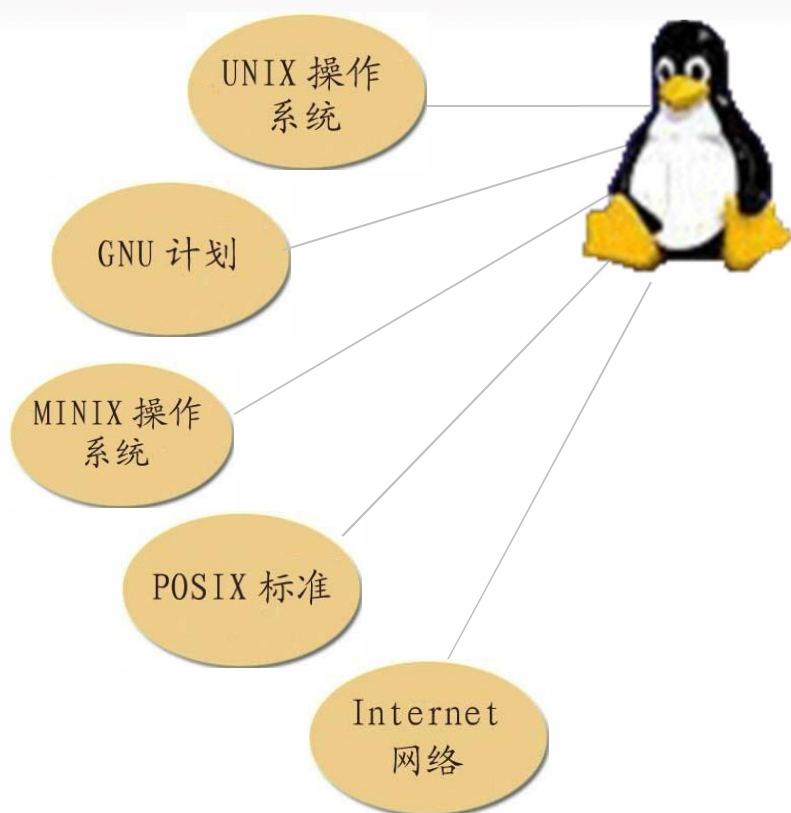 UNIX 操作
系统
GNU 计划
MINIX 操作
系统
POSIX 标准
Internet
网络